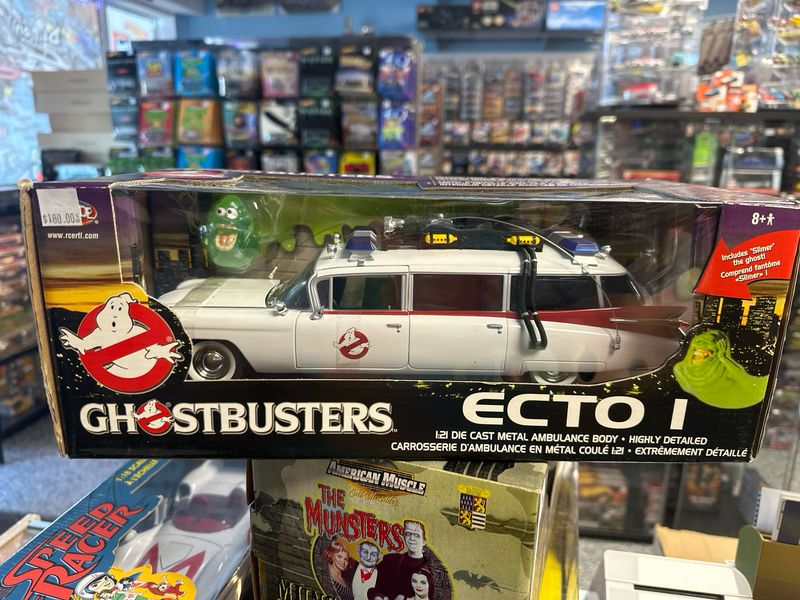 $180.00
www.rcertl.com
8+
Includes "Slimer"
the ghost!
Comprend fantôme
«Slimer» !
GHOSTBUSTERS
ECTO 1
1:21 DIE CAST METAL AMBULANCE BODY • HIGHLY DETAILED
CARROSSERIE D'AMBULANCE EN MÉTAL COULÉ 1:21 • EXTRÊMEMENT DÉTAILLÉ
AMERICAN MUSCLE
THE
MUNSTERS
SPEED
RACER